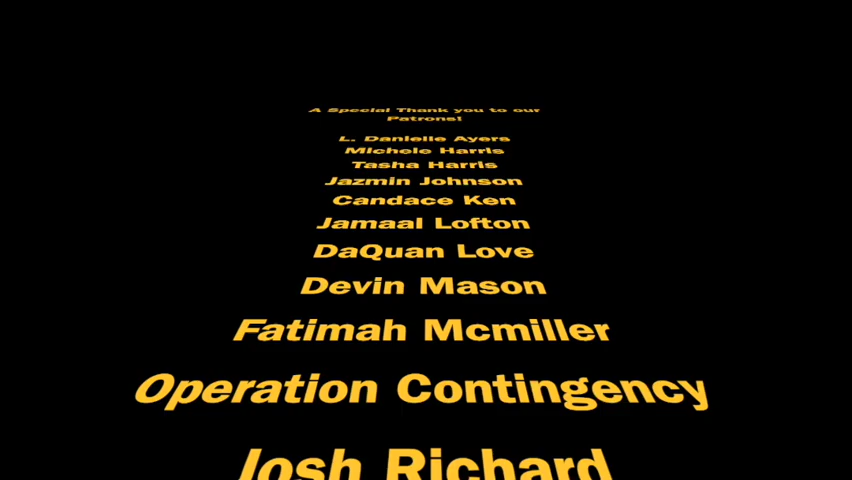 A Special Thank you to our
Patrons!
L. Danielle Ayers
Michele Harris
Tasha Harris
Jazmin Johnson
Candace Ken
Jamaal Lofton
DaQuan Love
Devin Mason
Fatimah Mcmiller
Operation Contingency
Josh Richard